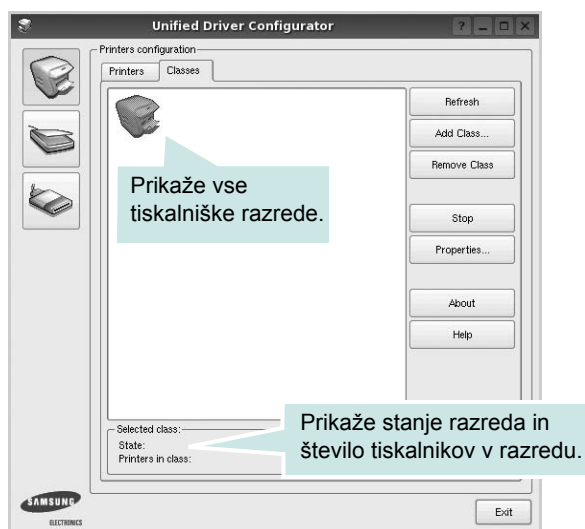 Unified Driver Configurator
Printers configuration
Printers
Classes
Refresh
Add Class...
Remove Class
Prikaže vse
tiskalniške razrede.
Stop
Properties...
About
Help
Selected class:
State:
Printers in class:
Prikaže stanje razreda in
število tiskalnikov v razredu.
SAMSUNG
ELECTRONICS
Exit